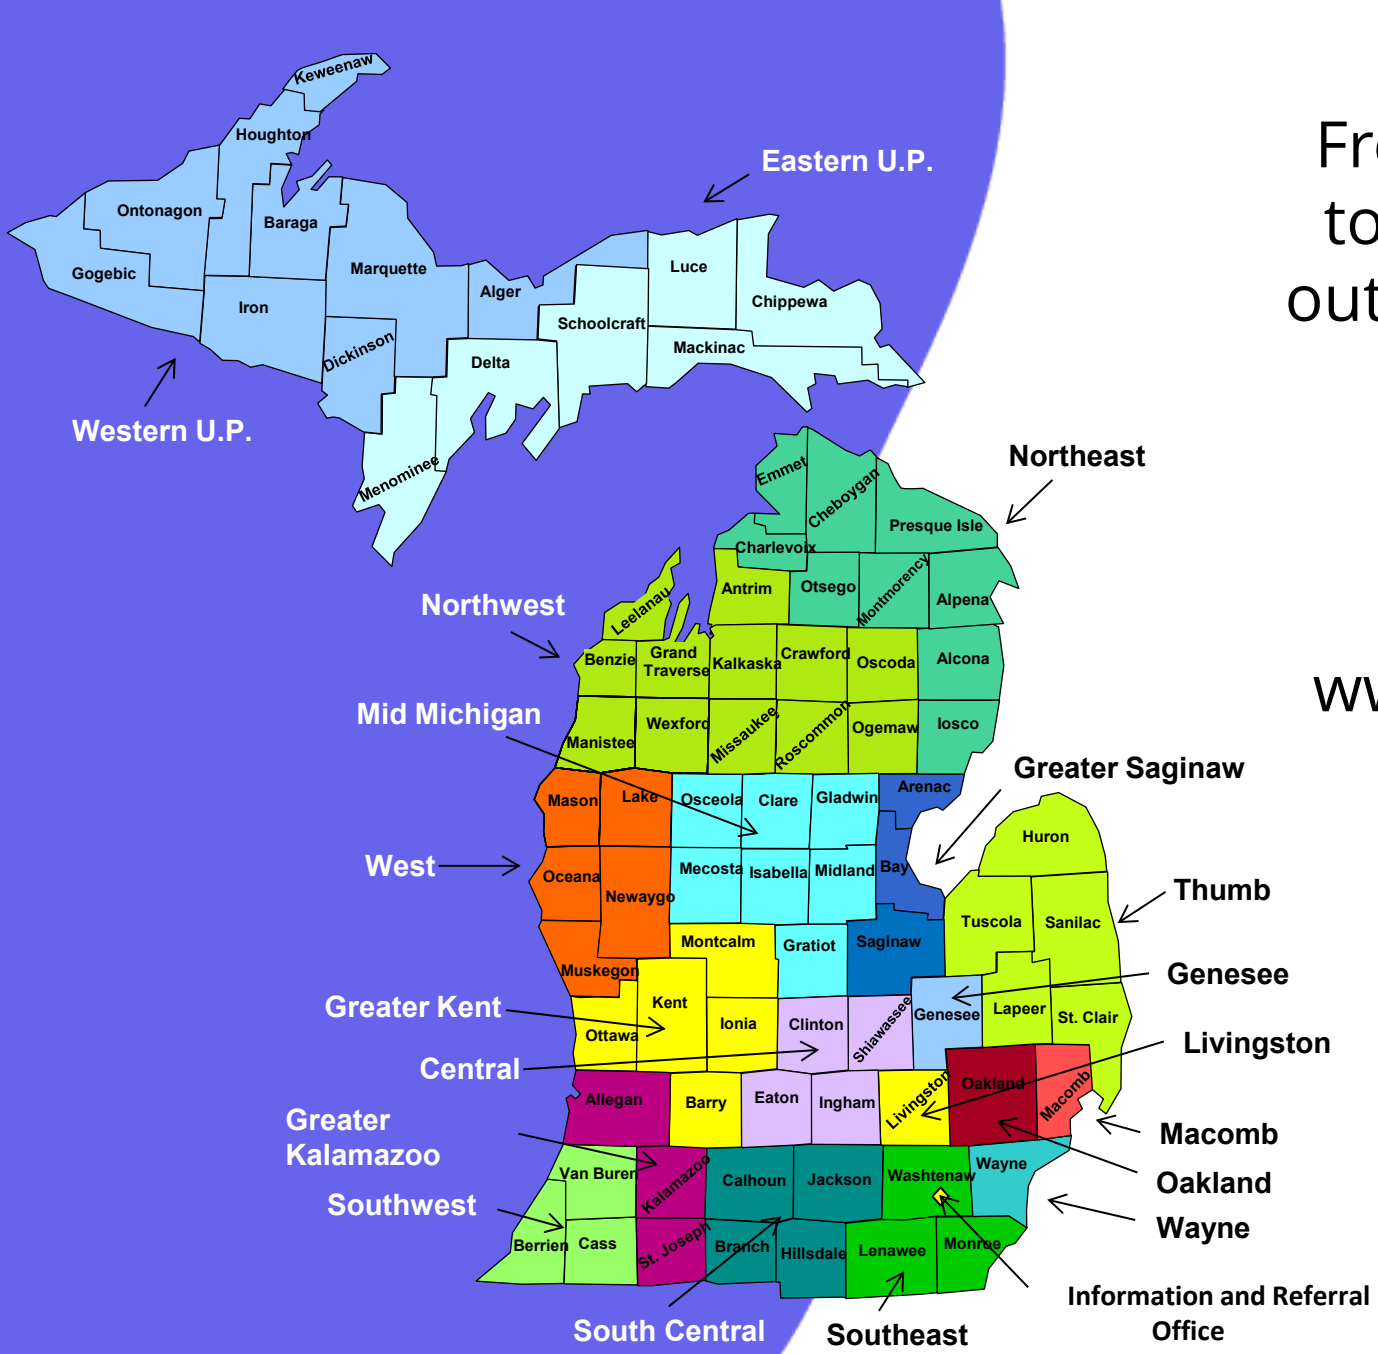 Keweenaw
Houghton
Eastern U.P.
Ontonagon
Baraga
Gogebic
Marquette
Luce
Iron
Alger
Chippewa
Schoolcraft
Dickinson
Mackinac
Delta
Western U.P.
Menominee
Northeast
Emmet
Cheboygan
Presque Isle
Charlevoix
Antrim
Otsego
Montmorency
Alpena
Northwest
Leelanau
Benzie
Grand
Traverse
Kalkaska
Crawford
Oscoda
Alcona
Mid Michigan
Manistee
Wexford
Missaukee
Roscommon
Ogemaw
Iosco
Greater Saginaw
Mason
Lake
Osceola
Clare
Gladwin
Arenac
Huron
West
Oceana
Newaygo
Mecosta
Isabella
Midland
Bay
Thumb
Tuscola
Sanilac
Muskegon
Montcalm
Gratiot
Saginaw
Genesee
Greater Kent
Ottawa
Kent
Ionia
Clinton
Shiawassee
Genesee
Lapeer
St. Clair
Livingston
Central
Allegan
Barry
Eaton
Ingham
Livingston
Oakland
Macomb
Greater
Kalamazoo
Macomb
Van Buren
Kalamazoo
Calhoun
Jackson
Washtenaw
Wayne
Oakland
Southwest
Wayne
Berrien
Cass
St. Joseph
Branch
Hillsdale
Lenawee
Monroe
Information and Referral
Office
South Central
Southeast
to
out